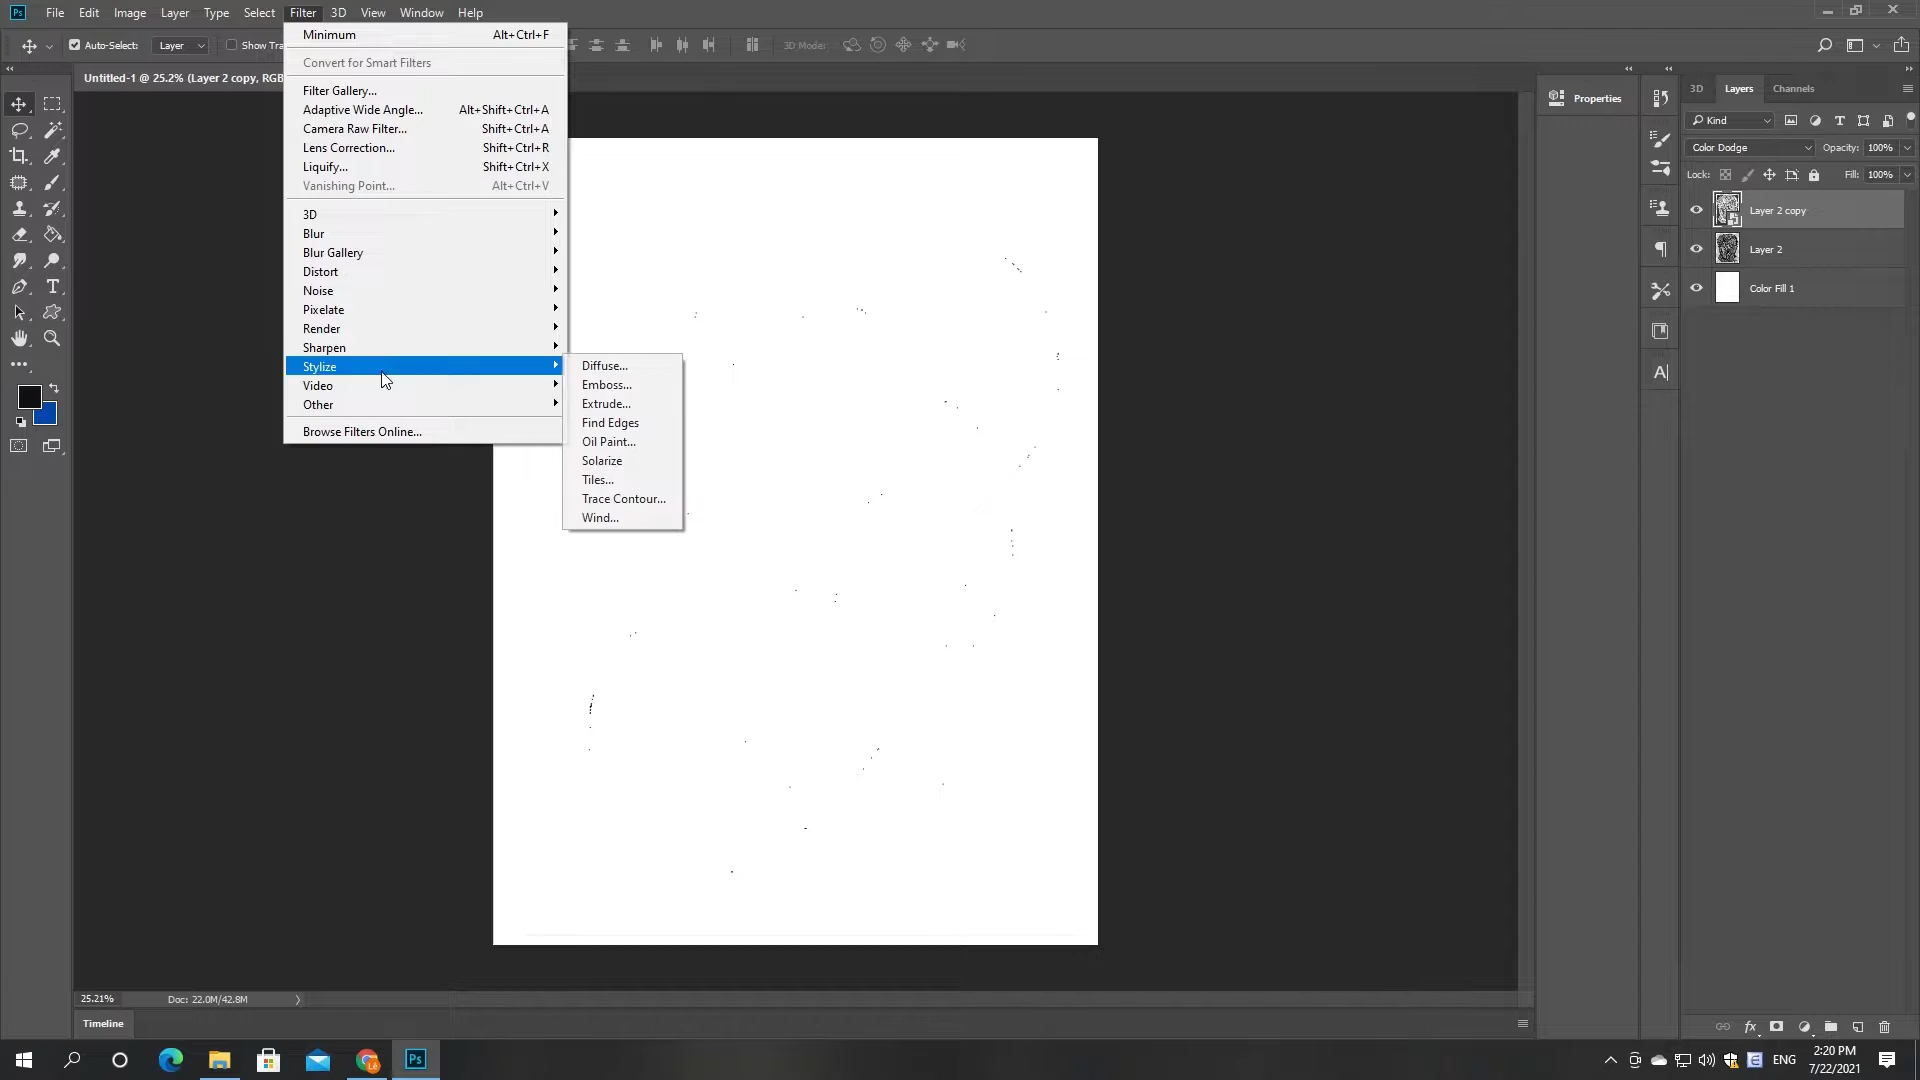 Ps File Edit Image Layer Type Select Filter 3D View Window Help
Auto-Select: Layer Show Tra 3D Mode:
Untitled-1 @ 25.2% (Layer 2 copy, RGB
Minimum Alt+Ctrl+F
Convert for Smart Filters
Filter Gallery...
Adaptive Wide Angle... Alt+Shift+Ctrl+A
Camera Raw Filter... Shift+Ctrl+A
Lens Correction... Shift+Ctrl+R
Liquify... Shift+Ctrl+X
Vanishing Point... Alt+Ctrl+V
3D
Blur
Blur Gallery
Distort
Noise
Pixelate
Render
Sharpen
Stylize
Video
Other
Browse Filters Online...
Diffuse...
Emboss...
Extrude...
Find Edges
Oil Paint...
Solarize
Tiles...
Trace Contour...
Wind...
Properties
3D Layers Channels
Kind
Color Dodge Opacity: 100%
Lock: Fill: 100%
Layer 2 copy
Layer 2
Color Fill 1
25.21% Doc: 22.0M/42.8M
Timeline
Ps
ENG
2:20 PM
7/22/2021